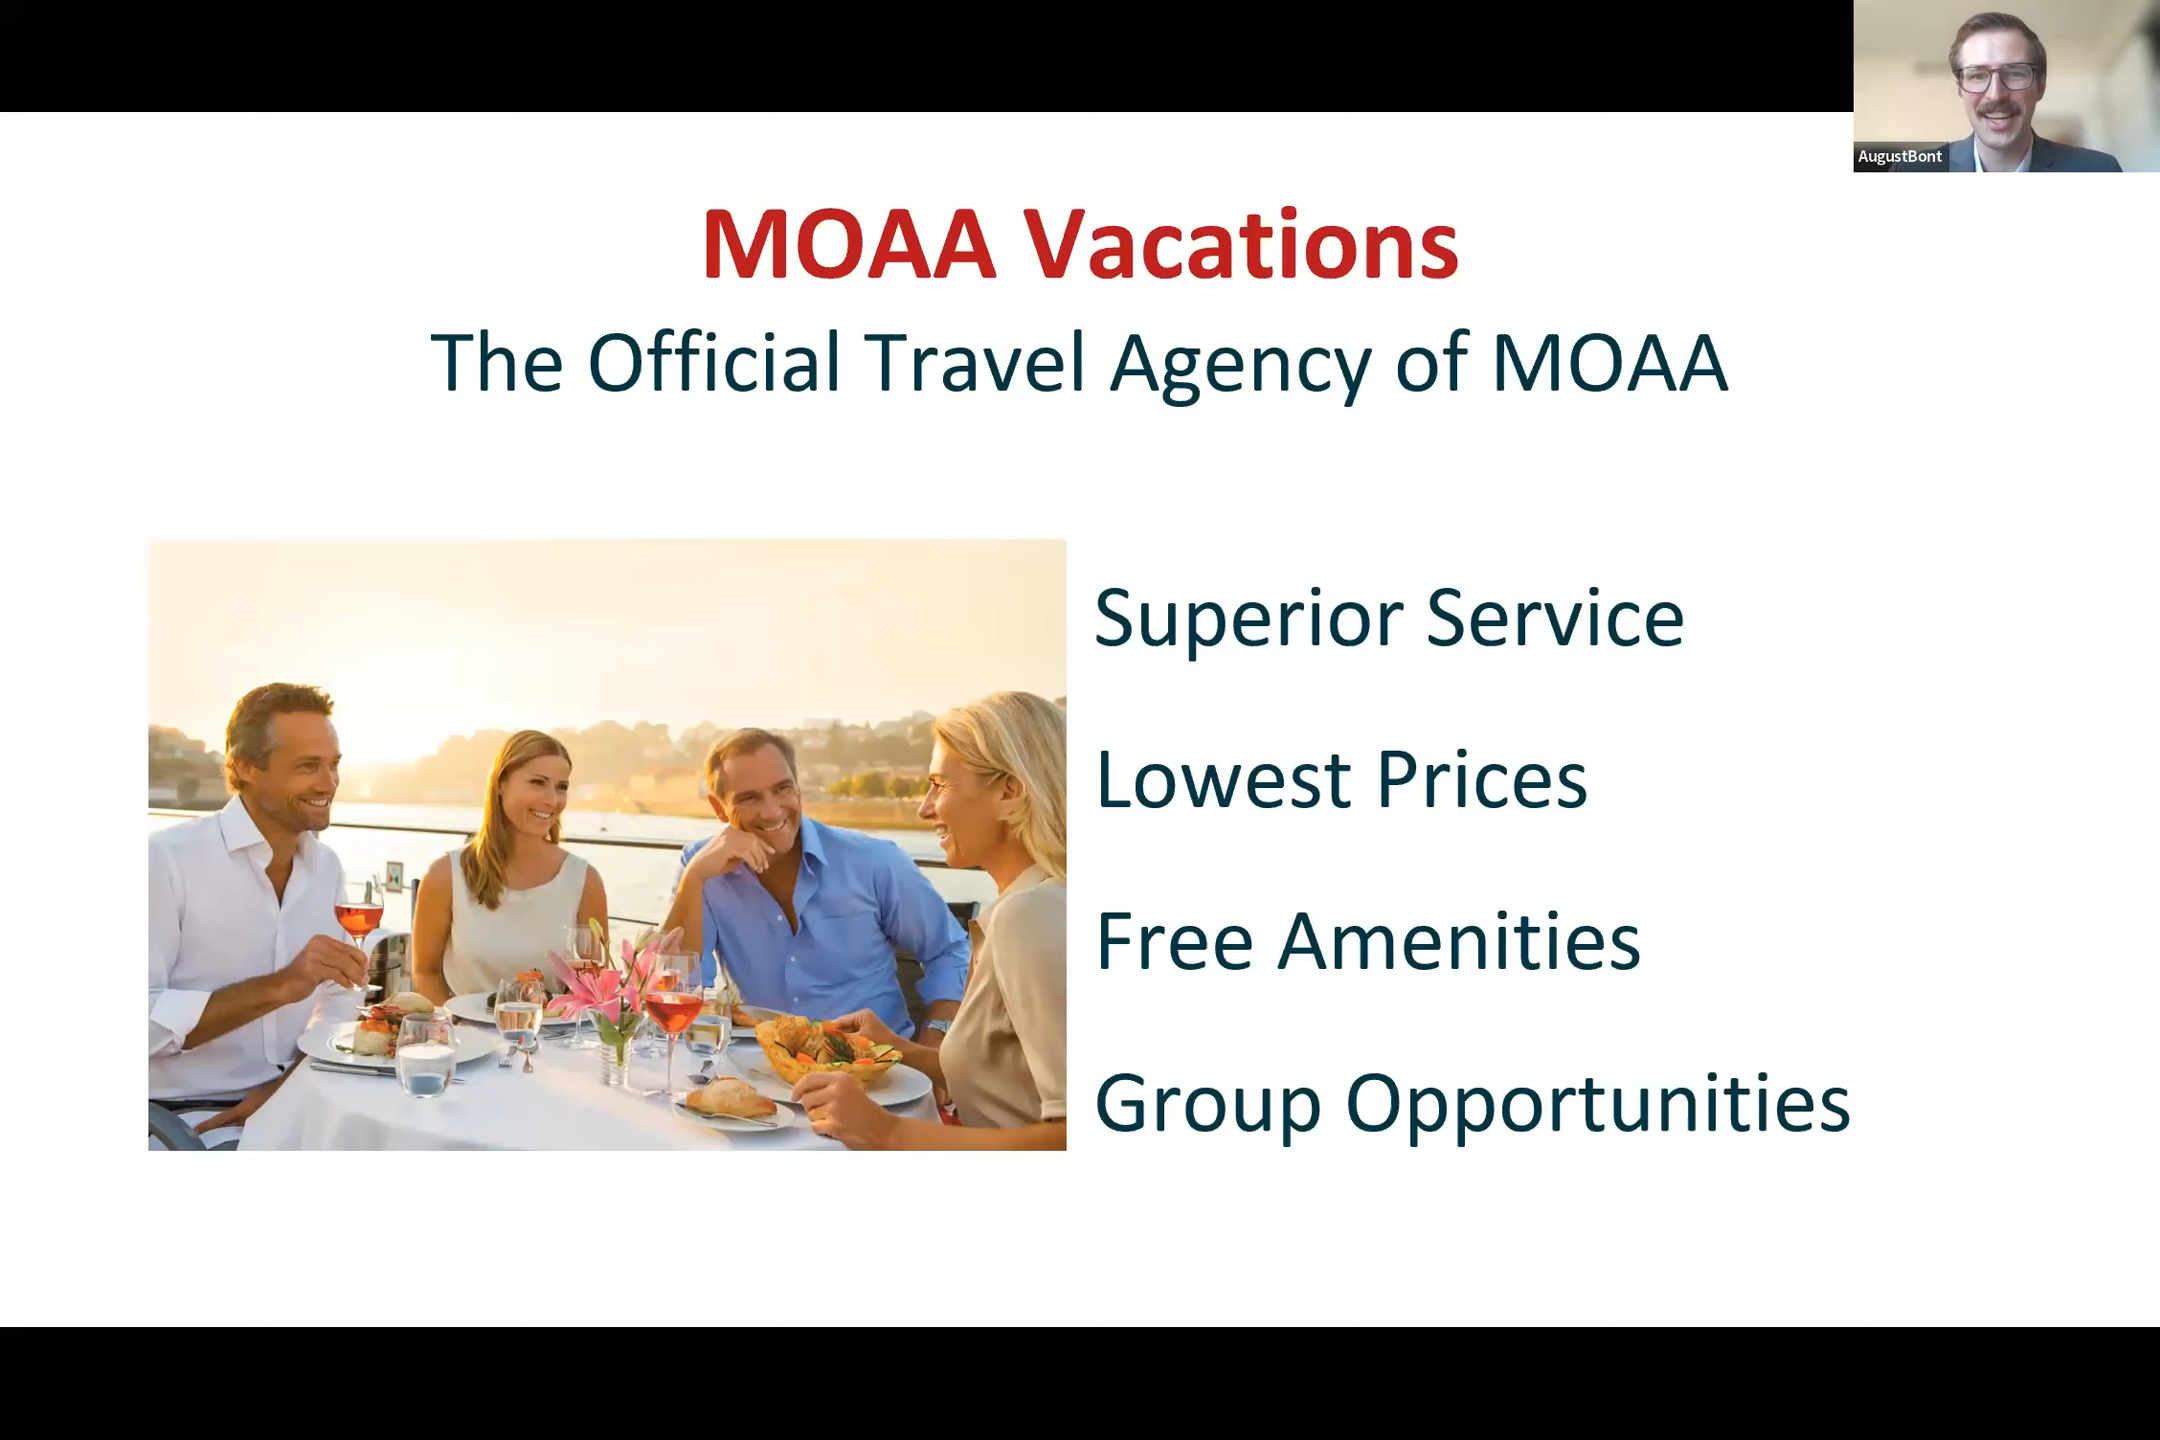 AugustBont
MOAA Vacations
The Official Travel Agency of MOAA
Superior Service
Lowest Prices
Free Amenities
Group Opportunities